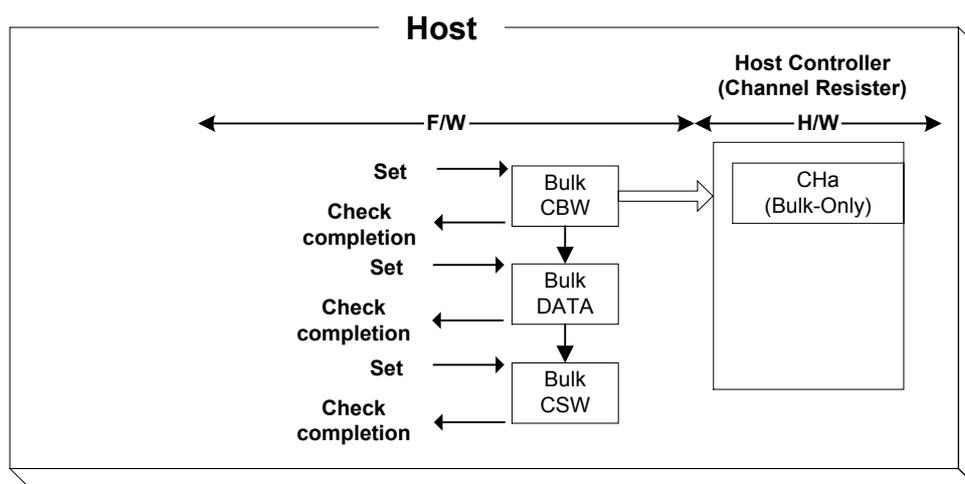 Host
Host Controller
(Channel Resister)
F/W
H/W
Set
Bulk
CBW
CHa
(Bulk-Only)
Check
completion
Set
Bulk
DATA
Check
completion
Set
Bulk
CSW
Check
completion